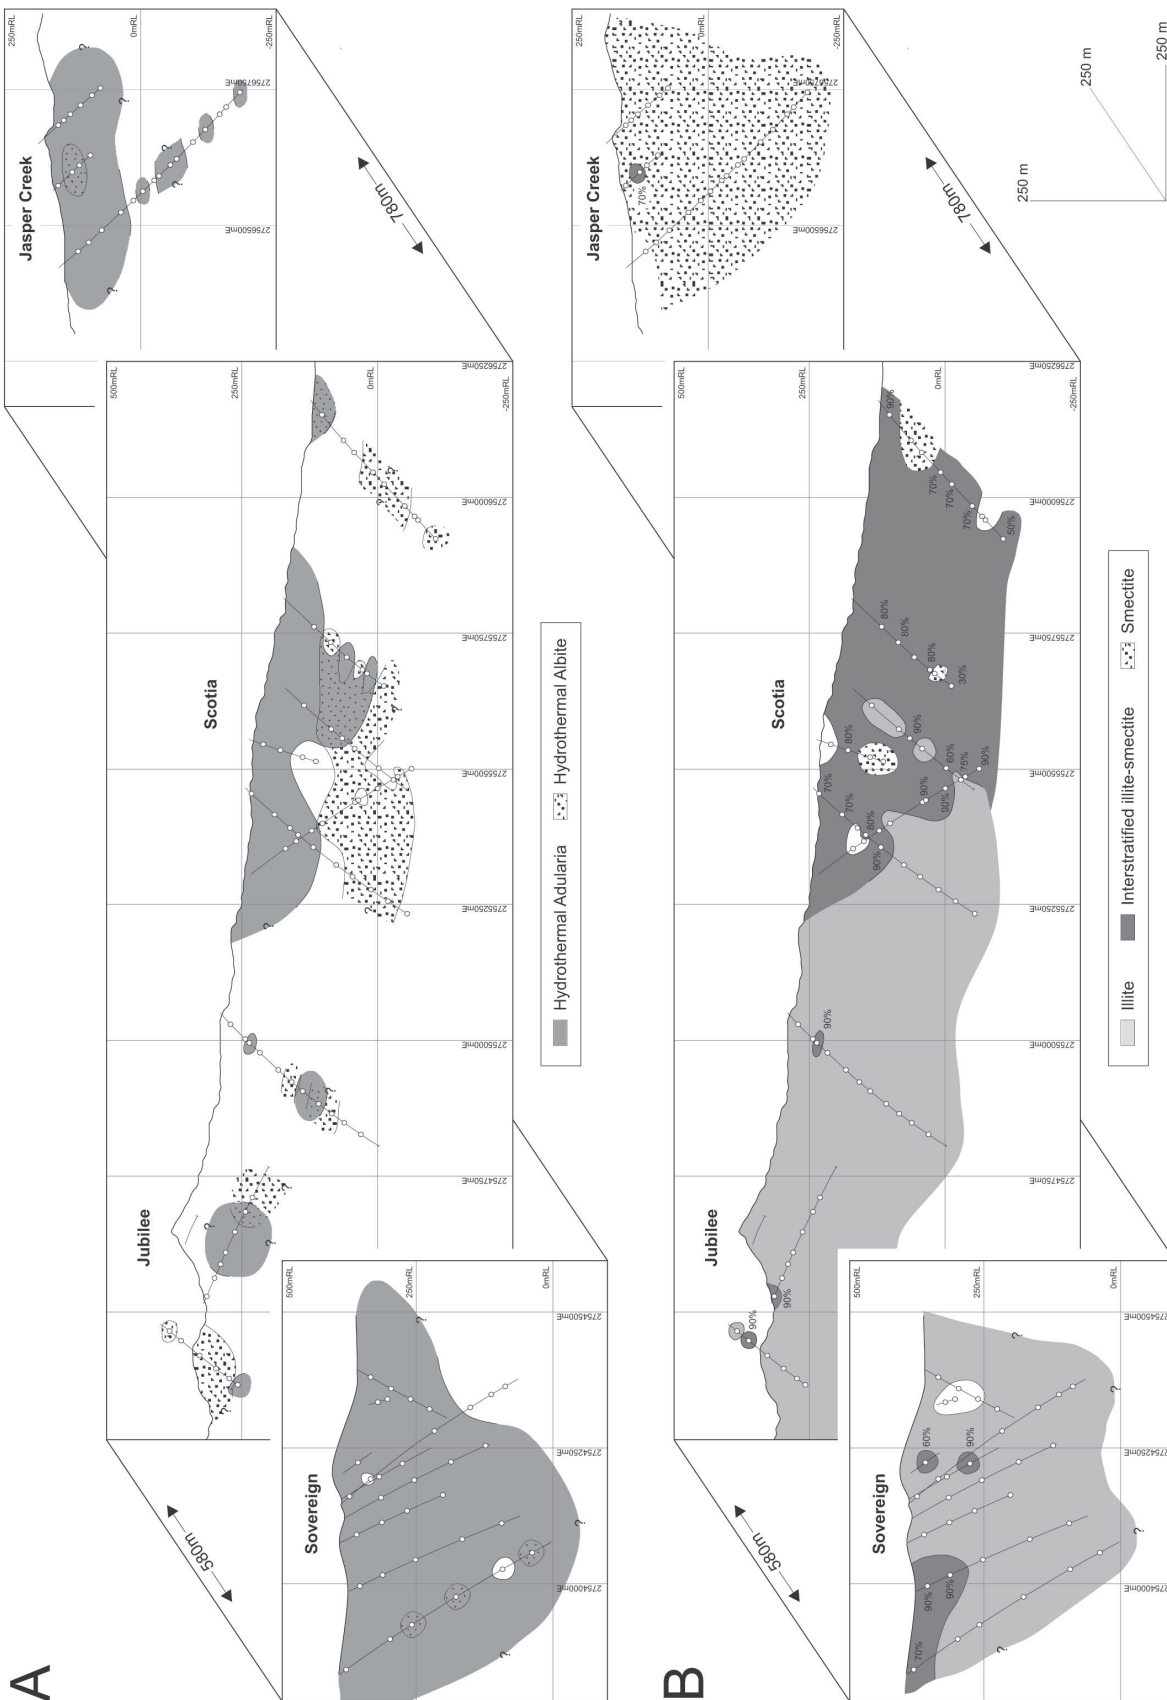 A
Sovereign
500mRL
250mRL
0mRL
2754000mE
2754250mE
2754500mE
?
?
?
580m
Jubilee
Scotia
500mRL
250mRL
0mRL
-250mRL
2754750mE
2755000mE
2755250mE
2755500mE
2755750mE
2756000mE
2756250mE
?
?
?
?
?
?
?
?
?
?
?
780m
Jasper Creek
250mRL
0mRL
-250mRL
2756500mE
2756750mE
?
?
?
?
?
Hydrothermal Adularia
Hydrothermal Albite
B
Sovereign
500mRL
250mRL
0mRL
2754000mE
2754250mE
2754500mE
70%
90%
90%
60%
90%
?
?
?
?
580m
Jubilee
Scotia
500mRL
250mRL
0mRL
-250mRL
2754750mE
2755000mE
2755250mE
2755500mE
2755750mE
2756000mE
2756250mE
90%
90%
90%
90%
80%
70%
70%
80%
90%
90%
90%
60%
75%
90%
80%
80%
80%
30%
90%
70%
70%
70%
50%
780m
Jasper Creek
250mRL
0mRL
-250mRL
2756500mE
2756750mE
70%
250 m
250 m
250 m
Illite
Interstratified illite-smectite
Smectite